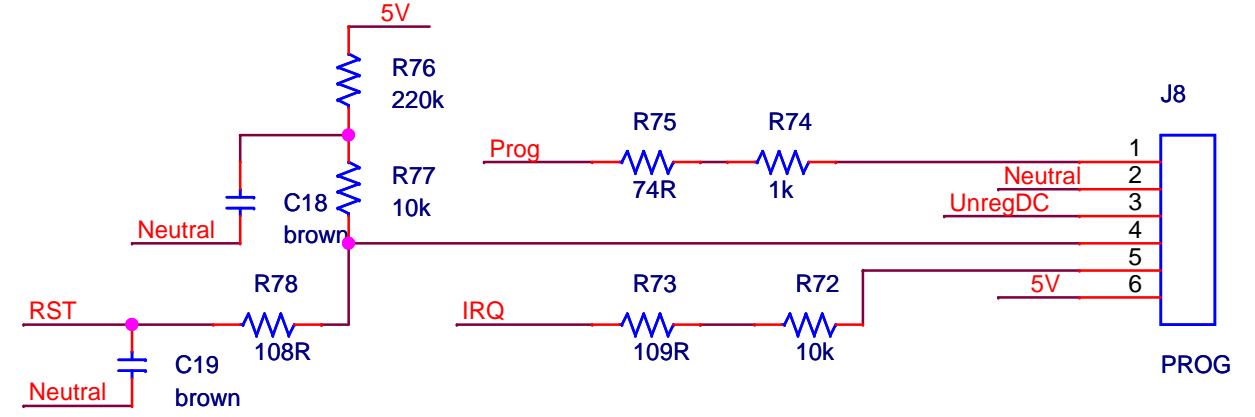 5V
R76
220k
J8
R75
R74
Prog
1
74R
1k
R77
10k
Neutral
2
UnregDC
3
C18
brown
Neutral
4
5
R78
R73
R72
5V
6
RST
IRQ
108R
109R
10k
C19
brown
PROG
Neutral